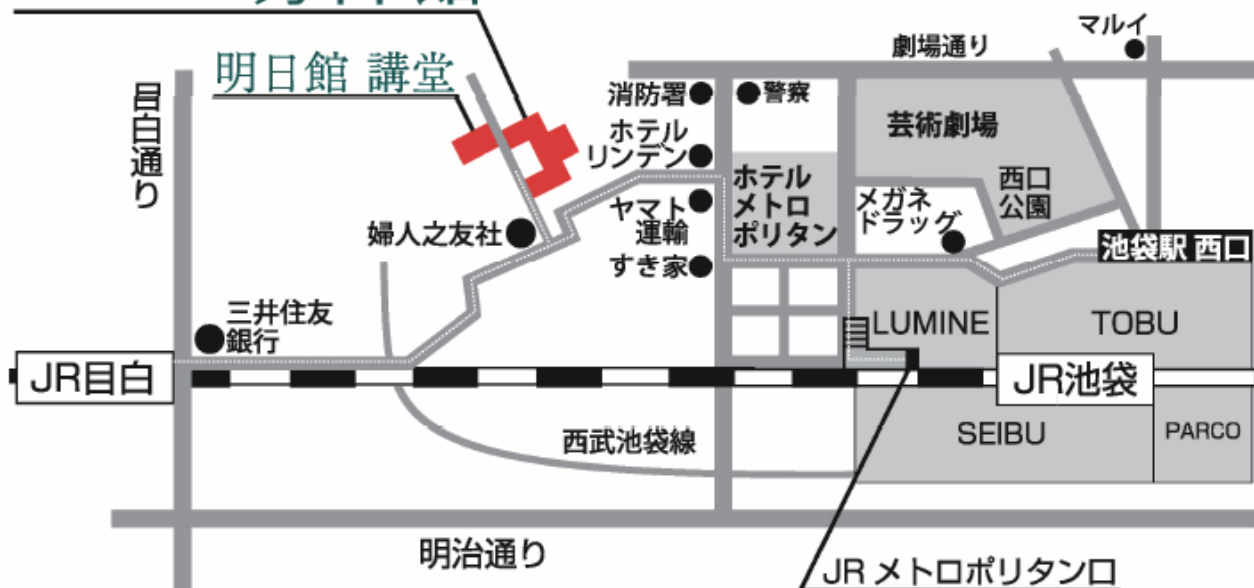 明日館 講堂
目白通り
劇場通り
マルイ
消防署
警察
ホテル
リンデン
芸術劇場
ホテル
メトロ
ポリタン
メガネ
ドラッグ
西口
公園
ヤマト
運輸
婦人之友社
すき家
池袋駅 西口
三井住友
銀行
LUMINE
TOBU
JR目白
JR池袋
西武池袋線
SEIBU
PARCO
明治通り
JR メトロポリタン口